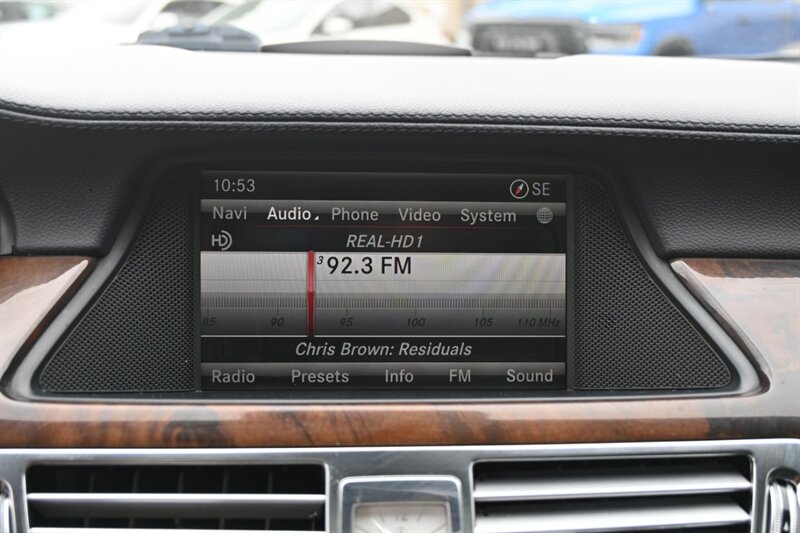 10:53 SE
Navi Audio Phone Video System
HD REAL-HD1
3 92.3 FM
85 90 95 100 105 110 MHz
Chris Brown: Residuals
Radio Presets Info FM Sound
12